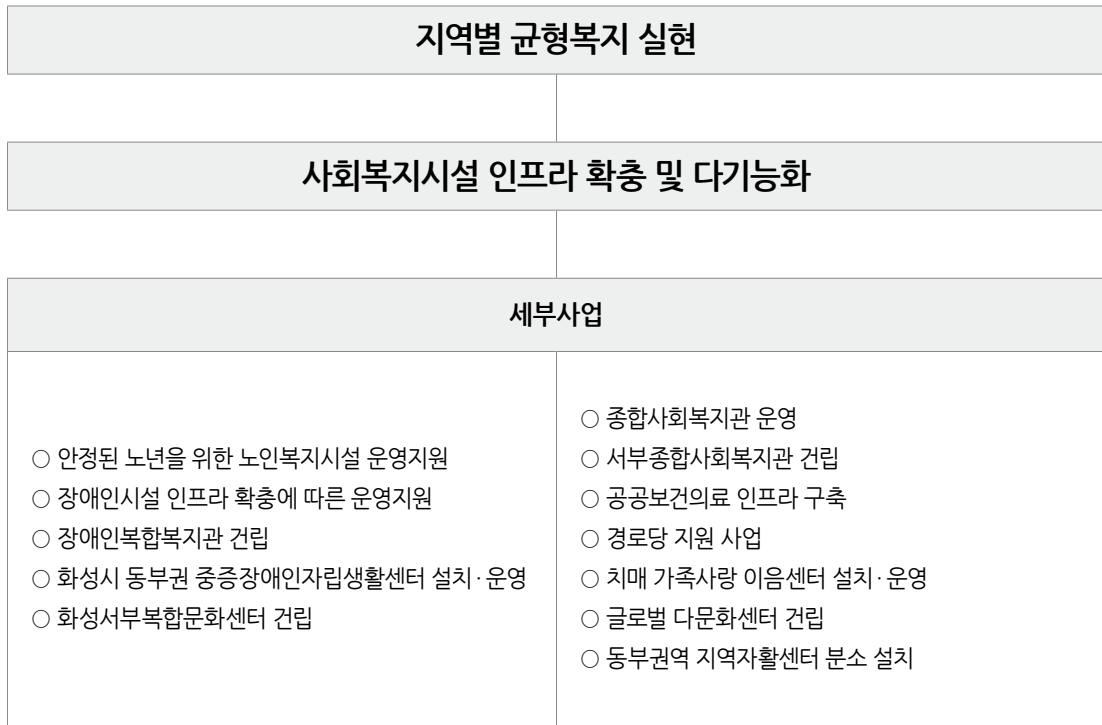 지역별 균형복지 실현
사회복지시설 인프라 확충 및 다기능화
세부사업
○ 안정된 노년을 위한 노인복지시설 운영지원
○ 장애인시설 인프라 확충에 따른 운영지원
○ 장애인복합복지관 건립
○ 화성시 동부권 중증장애인자립생활센터 설치·운영
○ 화성서부복합문화센터 건립
○ 종합사회복지관 운영
○ 서부종합사회복지관 건립
○ 공공보건의료 인프라 구축
○ 경로당 지원 사업
○ 치매 가족사랑 이음센터 설치·운영
○ 글로벌 다문화센터 건립
○ 동부권역 지역자활센터 분소 설치